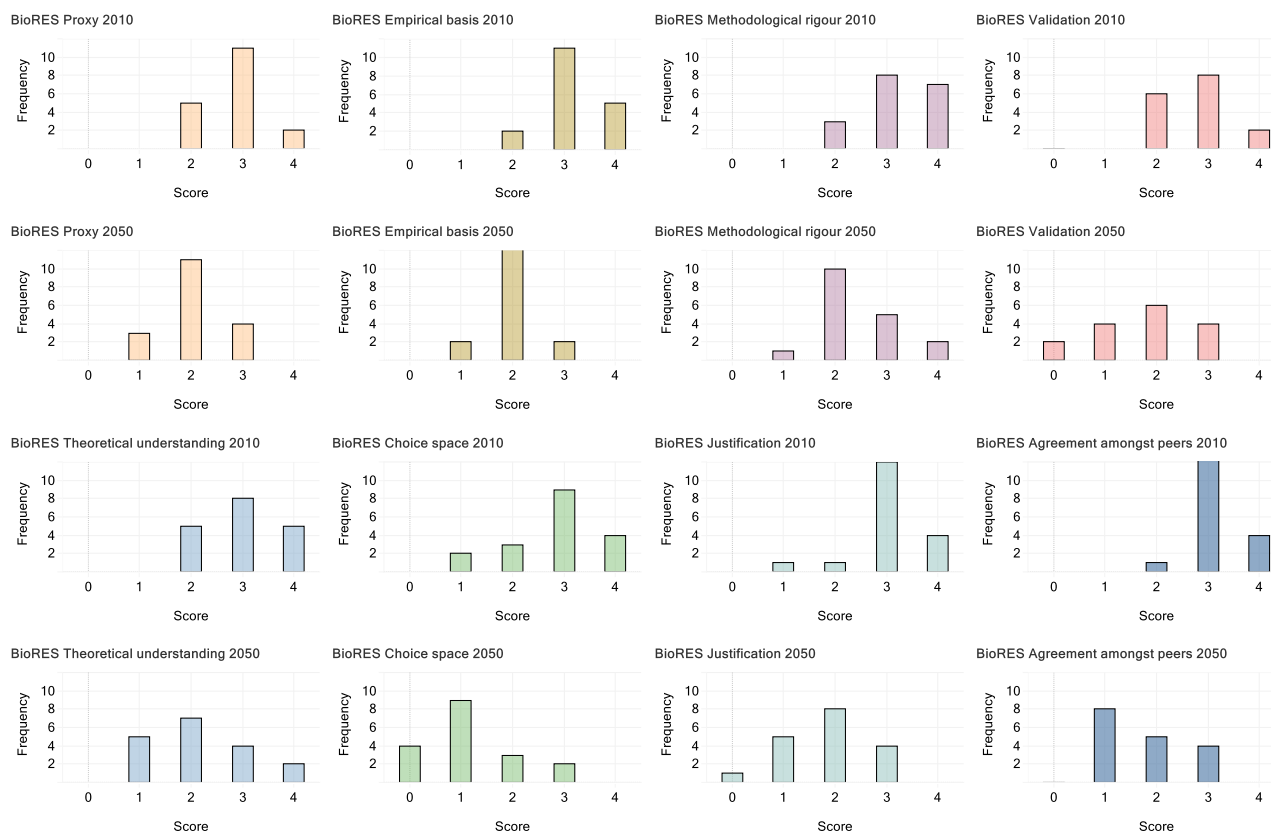 BioRES Proxy 2010
BioRES Empirical basis 2010
BioRES Methodological rigour 2010
BioRES Validation 2010
Frequency
10
8
6
4
2
0 1 2 3 4
Score
Frequency
10
8
6
4
2
0 1 2 3 4
Score
Frequency
10
8
6
4
2
0 1 2 3 4
Score
Frequency
10
8
6
4
2
0 1 2 3 4
Score
BioRES Proxy 2050
BioRES Empirical basis 2050
BioRES Methodological rigour 2050
BioRES Validation 2050
Frequency
10
8
6
4
2
0 1 2 3 4
Score
Frequency
10
8
6
4
2
0 1 2 3 4
Score
Frequency
10
8
6
4
2
0 1 2 3 4
Score
Frequency
10
8
6
4
2
0 1 2 3 4
Score
BioRES Theoretical understanding 2010
BioRES Choice space 2010
BioRES Justification 2010
BioRES Agreement amongst peers 2010
Frequency
10
8
6
4
2
0 1 2 3 4
Score
Frequency
10
8
6
4
2
0 1 2 3 4
Score
Frequency
10
8
6
4
2
0 1 2 3 4
Score
Frequency
10
8
6
4
2
0 1 2 3 4
Score
BioRES Theoretical understanding 2050
BioRES Choice space 2050
BioRES Justification 2050
BioRES Agreement amongst peers 2050
Frequency
10
8
6
4
2
0 1 2 3 4
Score
Frequency
10
8
6
4
2
0 1 2 3 4
Score
Frequency
10
8
6
4
2
0 1 2 3 4
Score
Frequency
10
8
6
4
2
0 1 2 3 4
Score